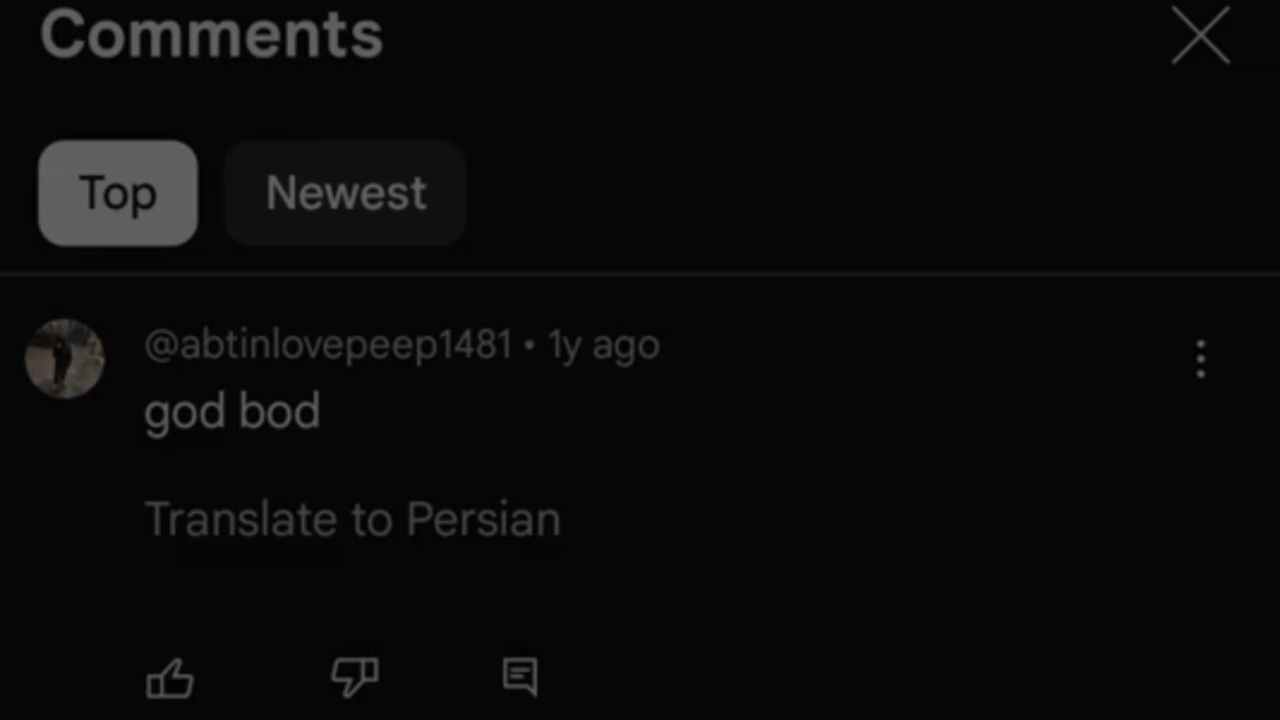 Comments
Top
Newest
@abtinlovepeep1481 • 1y ago
god bod
Translate to Persian